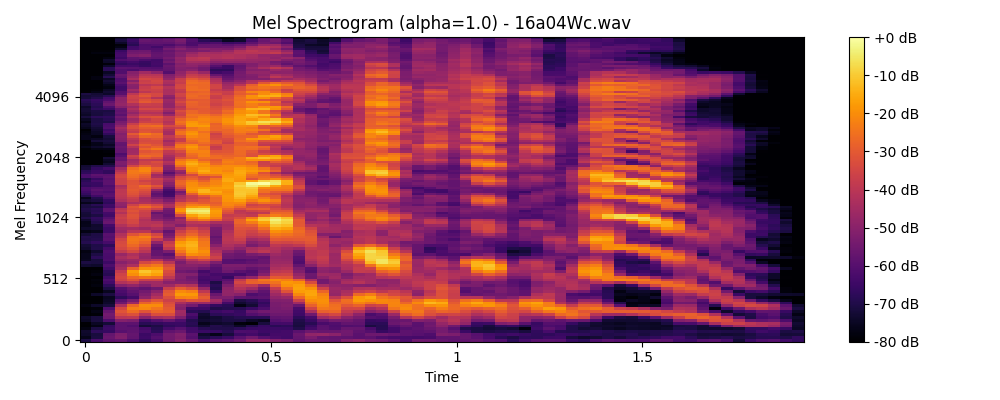 Mel Spectrogram (alpha=1.0) - 16a04Wc.wav
Mel Frequency
4096
2048
1024
512
0
0
0.5
1
1.5
Time
+0 dB
-10 dB
-20 dB
-30 dB
-40 dB
-50 dB
-60 dB
-70 dB
-80 dB